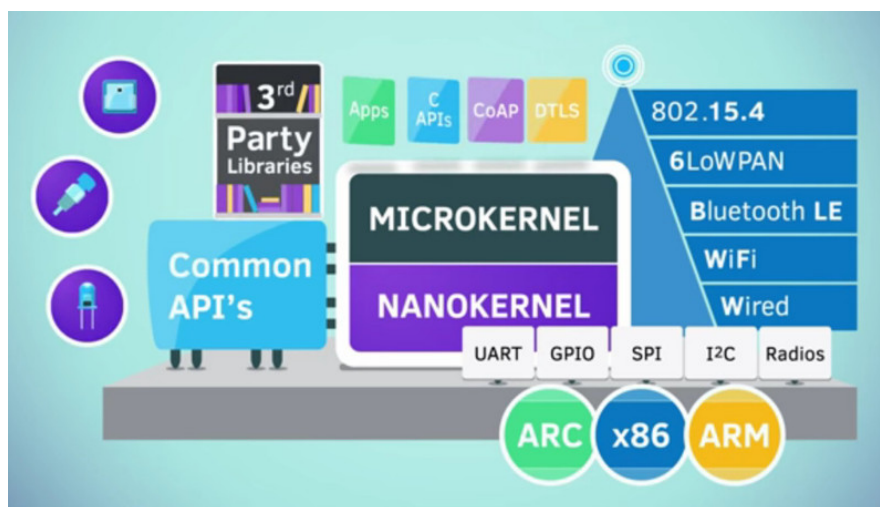 3rd
Party
Libraries
Apps
C
APIs
CoAP
DTLS
802.15.4
6LoWPAN
Bluetooth LE
WiFi
Wired
MICROKERNEL
NANOKERNEL
Common
API's
UART
GPIO
SPI
I²C
Radios
ARC
x86
ARM